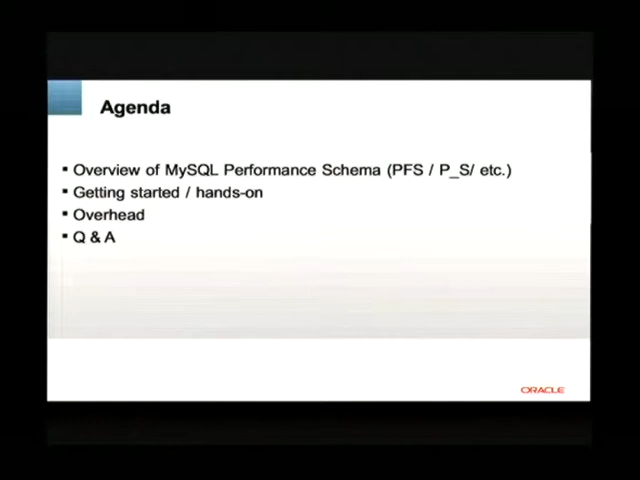 Agenda
▪ Overview of MySQL Performance Schema (PFS / P_S/ etc.)
▪ Getting started / hands-on
▪ Overhead
▪ Q & A
ORACLE